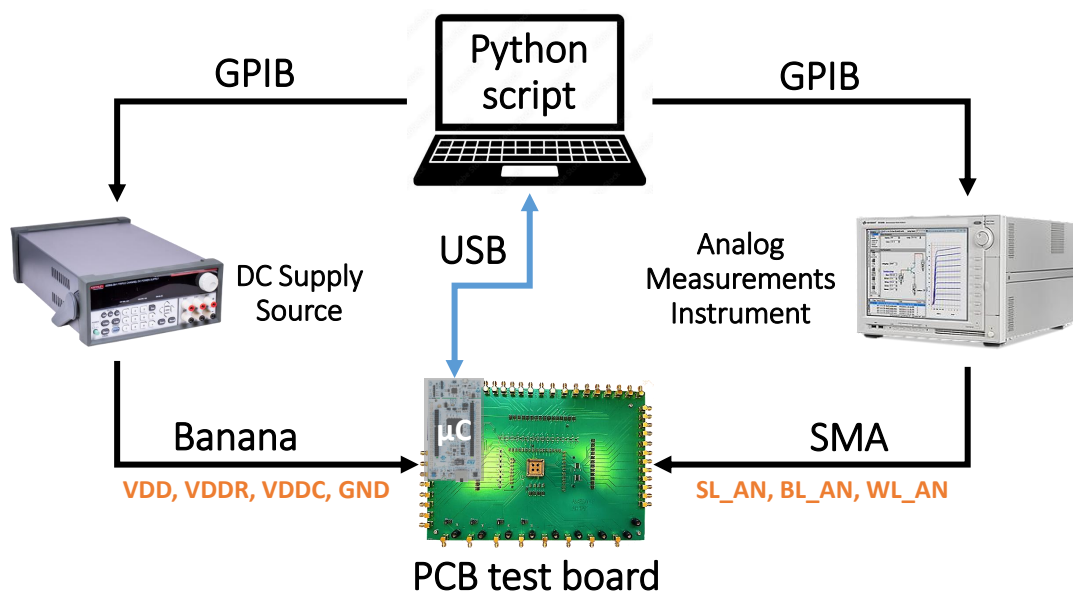 Python
script
GPIB
GPIB
USB
DC Supply
Source
Analog
Measurements
Instrument
µC
Banana
VDD, VDDR, VDDC, GND
SMA
SL_AN, BL_AN, WL_AN
PCB test board